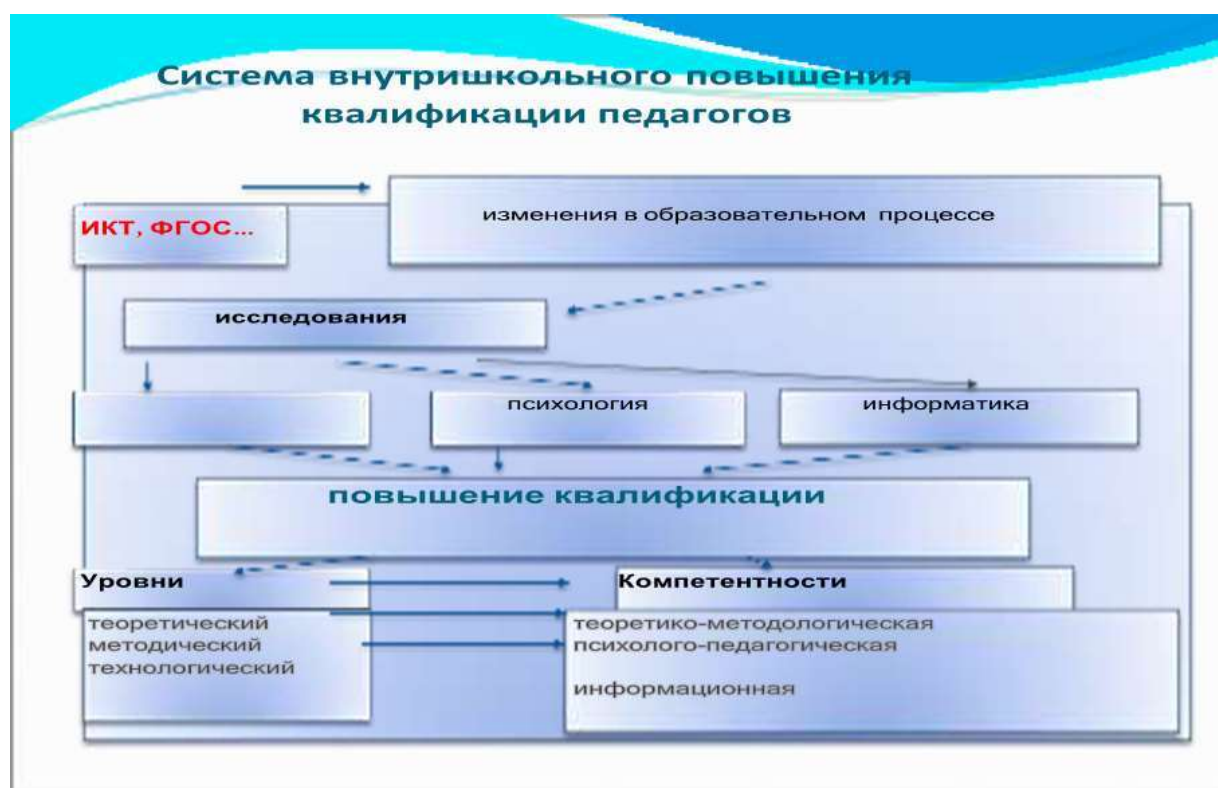 Система внутришкольного повышения
квалификации педагогов
ИКТ, ФГОС...
изменения в образовательном процессе
исследования
психология
информатика
повышение квалификации
Уровни
Компетентности
теоретический
методический
технологический
теоретико-методологическая
психолого-педагогическая
информационная